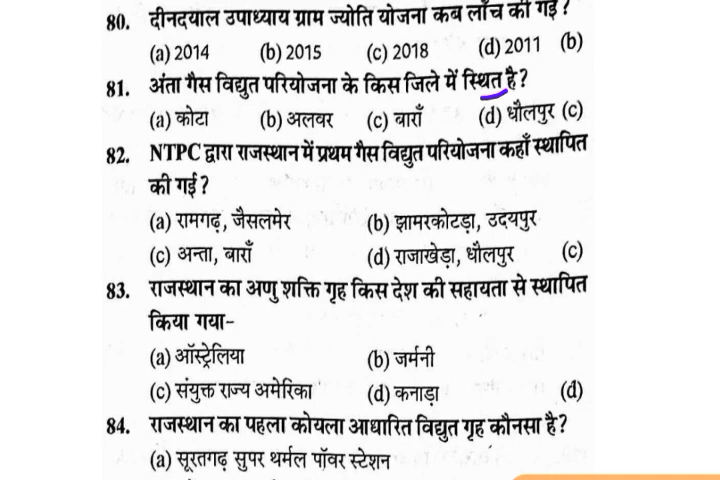 80. दीनदयाल उपाध्याय ग्राम ज्योति योजना कब लाँच की गई?
(a) 2014 (b) 2015 (c) 2018 (d) 2011 (b)
81. अंता गैस विद्युत परियोजना के किस जिले में स्थित है?
(a) कोटा (b) अलवर (c) बाराँ (d) धौलपुर (c)
82. NTPC द्वारा राजस्थान में प्रथम गैस विद्युत परियोजना कहाँ स्थापित
की गई?
(a) रामगढ़, जैसलमेर (b) झामरकोटड़ा, उदयपुर
(c) अन्ता, बाराँ (d) राजाखेड़ा, धौलपुर (c)
83. राजस्थान का अणु शक्ति गृह किस देश की सहायता से स्थापित
किया गया-
(a) ऑस्ट्रेलिया (b) जर्मनी
(c) संयुक्त राज्य अमेरिका (d) कनाड़ा (d)
84. राजस्थान का पहला कोयला आधारित विद्युत गृह कौनसा है?
(a) सूरतगढ़ सुपर थर्मल पॉवर स्टेशन